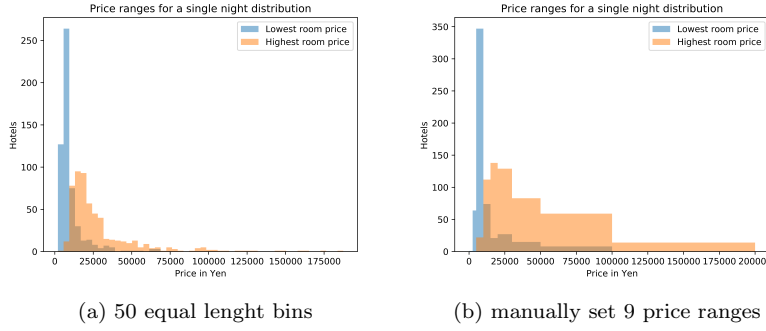 Price ranges for a single night distribution
Lowest room price
Highest room price
250
200
150
100
50
0
Hotels
0 25000 50000 75000 100000 125000 150000 175000
Price in Yen
(a) 50 equal lenght bins
Price ranges for a single night distribution
Lowest room price
Highest room price
350
300
250
200
150
100
50
0
Hotels
0 25000 50000 75000 100000 125000 150000 175000 20000
Price in Yen
(b) manually set 9 price ranges